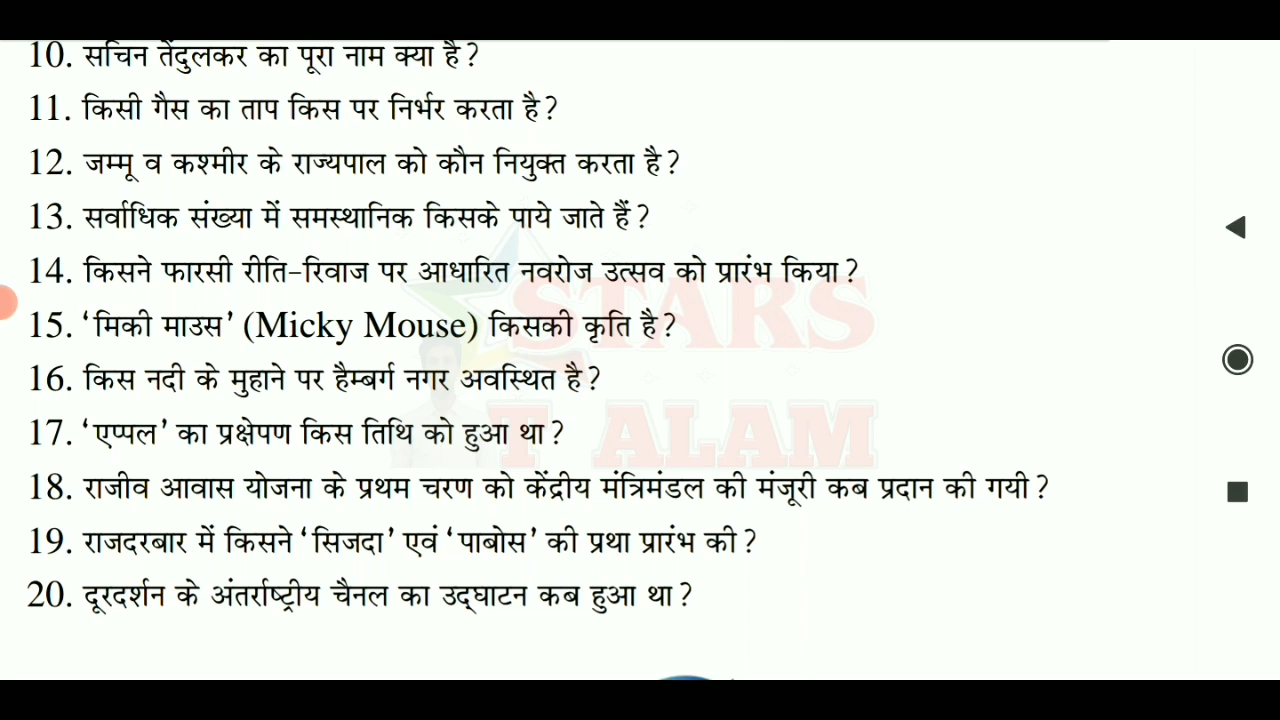 10. सचिन तेंदुलकर का पूरा नाम क्या है?
11. किसी गैस का ताप किस पर निर्भर करता है?
12. जम्मू व कश्मीर के राज्यपाल को कौन नियुक्त करता है?
13. सर्वाधिक संख्या में समस्थानिक किसके पाये जाते हैं?
14. किसने फारसी रीति-रिवाज पर आधारित नवरोज उत्सव को प्रारंभ किया?
15. ‘मिकी माउस’ (Micky Mouse) किसकी कृति है?
16. किस नदी के मुहाने पर हैम्बर्ग नगर अवस्थित है?
17. ‘एप्पल’ का प्रक्षेपण किस तिथि को हुआ था?
18. राजीव आवास योजना के प्रथम चरण को केंद्रीय मंत्रिमंडल की मंजूरी कब प्रदान की गयी?
19. राजदरबार में किसने ‘सिजदा’ एवं ‘पाबोस’ की प्रथा प्रारंभ की?
20. दूरदर्शन के अंतर्राष्ट्रीय चैनल का उद्‌घाटन कब हुआ था?
STARS
T ALAM